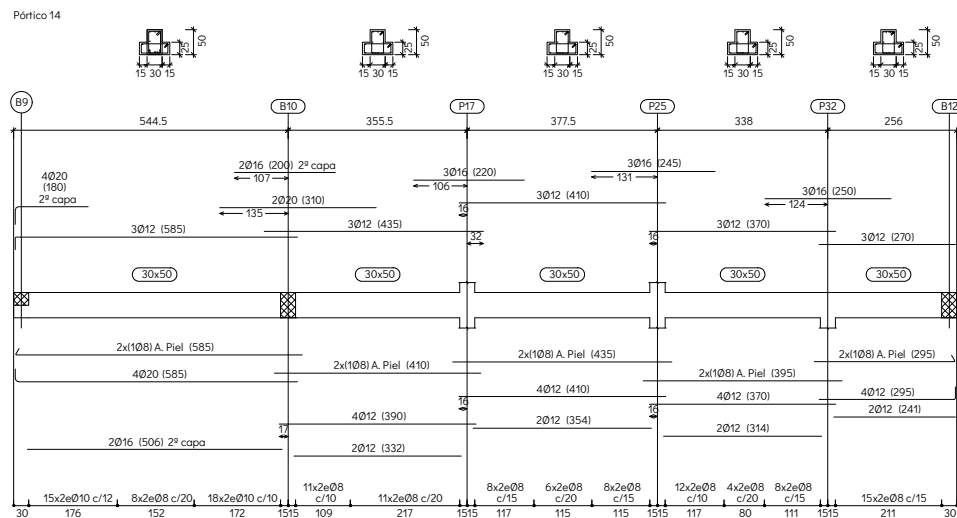 Pórtico 14
25 50 25 50 25 50 25 50 25 50
15 30 15 15 30 15 15 30 15 15 30 15 15 30 15
B9 B10 P17 P25 P32 B12
544.5 355.5 377.5 338 256
4Ø20
(180)
2ª capa
2Ø16 (200) 2ª capa
107
3Ø16 (220)
106
3Ø16 (245)
131
3Ø16 (250)
124
2Ø20 (310)
135
3Ø12 (410)
16
3Ø12 (585)
3Ø12 (435)
32
16
3Ø12 (370)
3Ø12 (270)
30x50 30x50 30x50 30x50 30x50
2x(1Ø8) A. Piel (585)
2x(1Ø8) A. Piel (410)
2x(1Ø8) A. Piel (435)
2x(1Ø8) A. Piel (395)
2x(1Ø8) A. Piel (295)
4Ø20 (585)
4Ø12 (410)
16
4Ø12 (370)
16
4Ø12 (295)
4Ø12 (390)
17
2Ø12 (354)
2Ø12 (314)
2Ø12 (241)
2Ø16 (506) 2ª capa
2Ø12 (332)
15x2eØ10 c/12 8x2eØ8 c/20 18x2eØ10 c/10
11x2eØ8
c/10
11x2eØ8 c/20
8x2eØ8
c/15
6x2eØ8
c/20
8x2eØ8
c/15
12x2eØ8
c/10
4x2eØ8
c/20
8x2eØ8
c/15
15x2eØ8 c/15
30 176 152 172 1515 109 217 1515 117 115 115 1515 117 80 111 1515 211 30